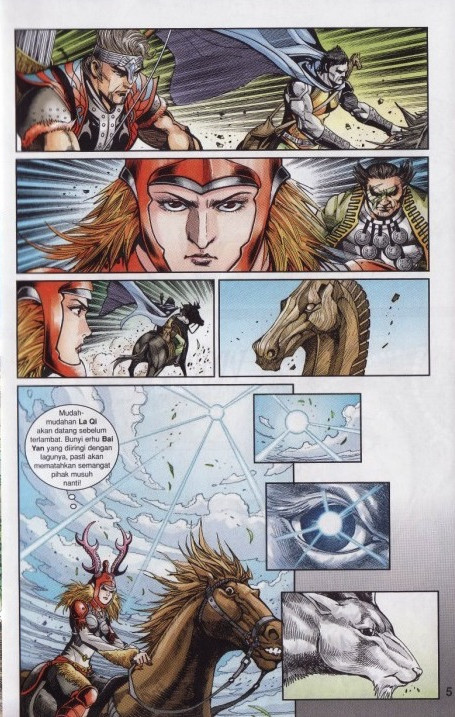 Mudah-
mudahan La Qi
akan datang sebelum
terlambat. Bunyi erhu Bai
Yan yang diiringi dengan
lagunya, pasti akan
mematahkan semangat
pihak musuh
nanti!
5